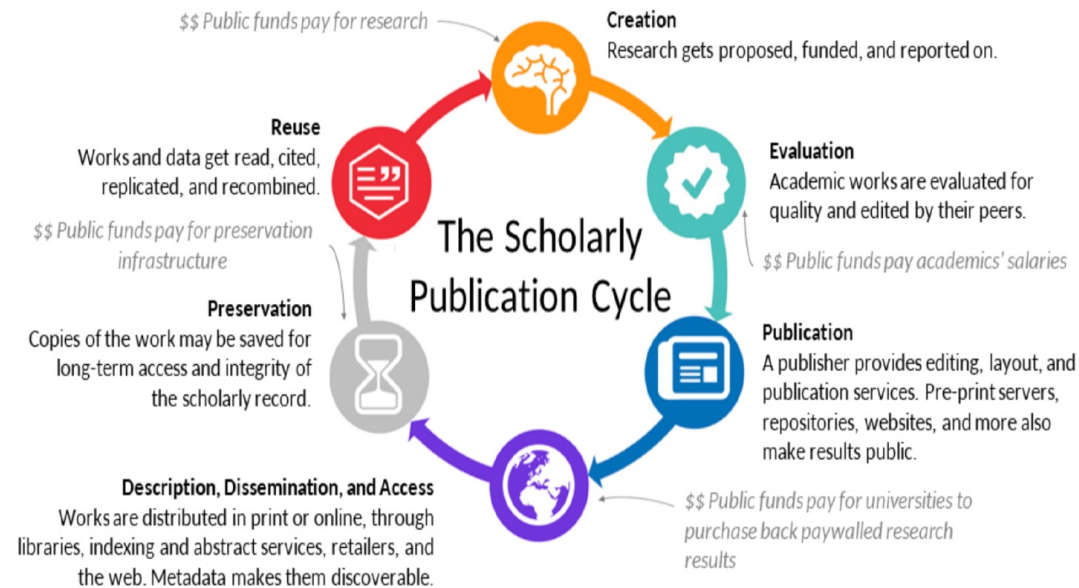 $$ Public funds pay for research
Creation
Research gets proposed, funded, and reported on.
Evaluation
Academic works are evaluated for
quality and edited by their peers.
$$ Public funds pay academics' salaries
Publication
A publisher provides editing, layout, and
publication services. Pre-print servers,
repositories, websites, and more also
make results public.
$$ Public funds pay for universities to
purchase back paywalled research
results
Description, Dissemination, and Access
Works are distributed in print or online, through
libraries, indexing and abstract services, retailers, and
the web. Metadata makes them discoverable.
Preservation
Copies of the work may be saved for
long-term access and integrity of
the scholarly record.
$$ Public funds pay for preservation
infrastructure
Reuse
Works and data get read, cited,
replicated, and recombined.
The Scholarly
Publication Cycle